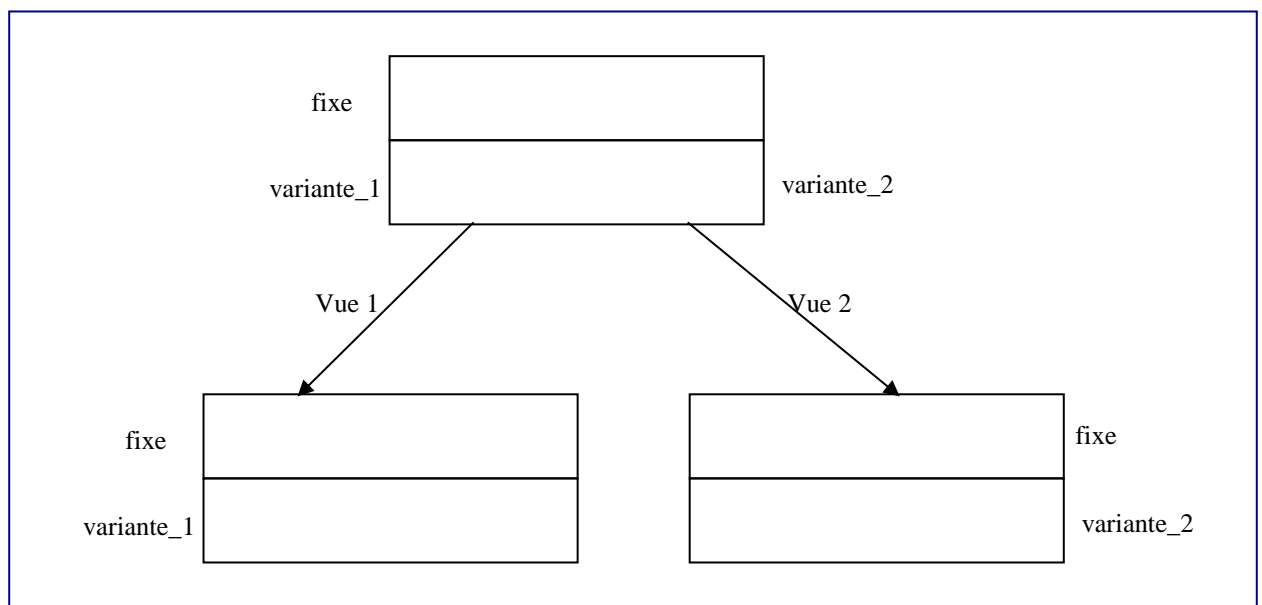 fixe
variante_1
variante_2
Vue 1
Vue 2
fixe
fixe
variante_1
variante_2